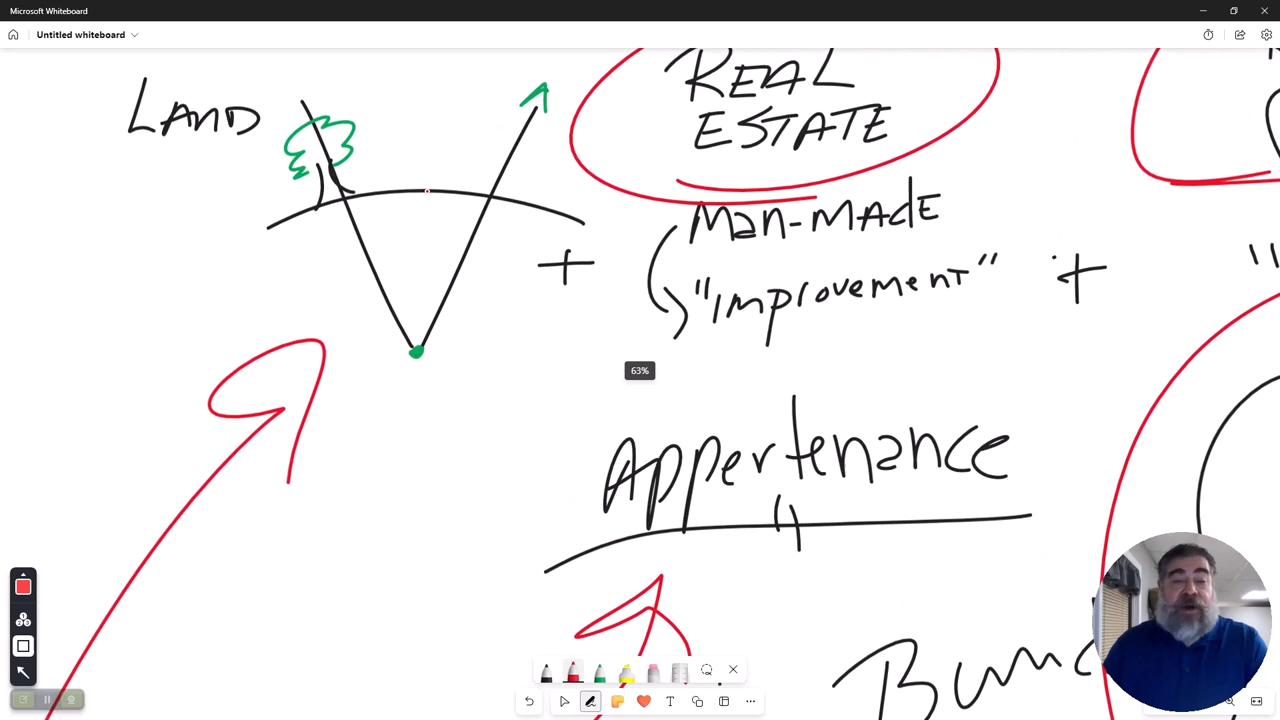 Microsoft Whiteboard
Untitled whiteboard
LAND
REAL
ESTATE
MAN-MADE
+
"Improvement"
+
"
63%
Appertenance